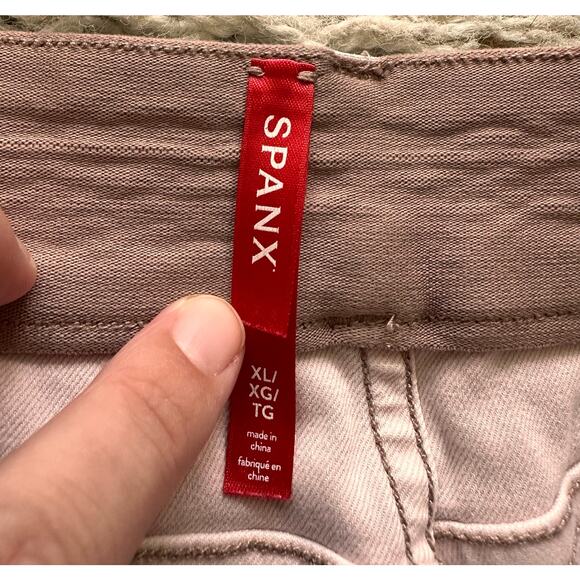 SPANX
XL/
XG/
TG
made in
china
fabriqué en
chine